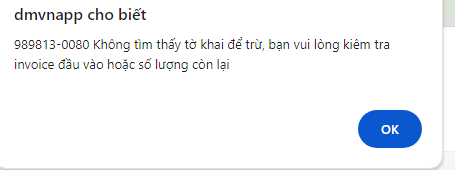 dmvnapp cho biết
989813-0080 Không tìm thấy tờ khai để trừ, bạn vui lòng kiêm tra
invoice đầu vào hoặc số lượng còn lại
OK